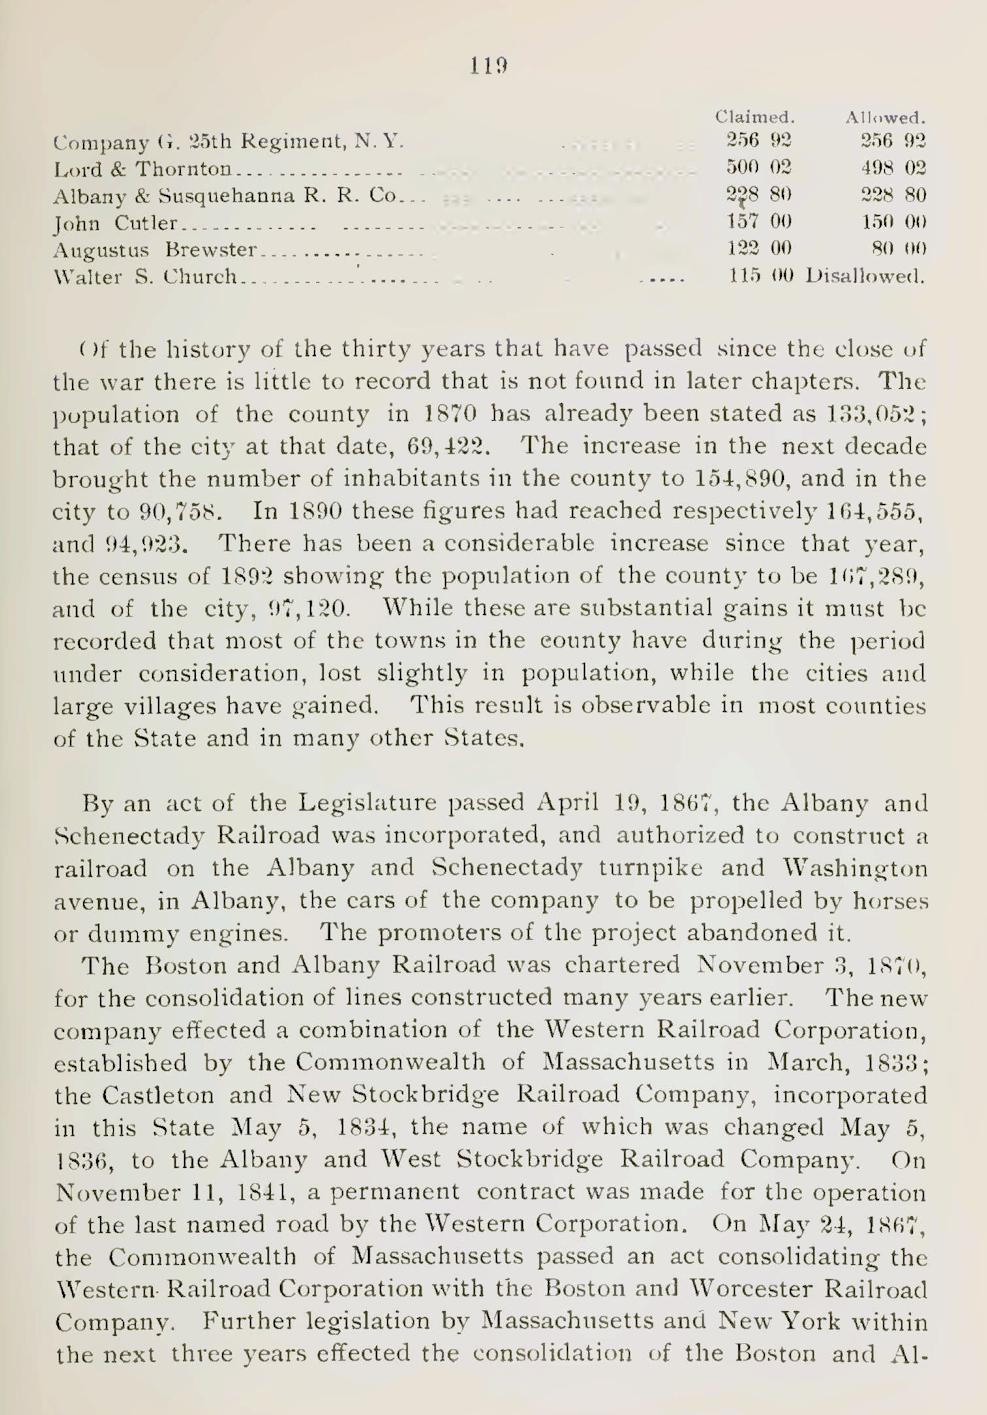 119
Claimed. Allowed.
Company G. 25th Regiment, N. Y. 256 92 256 92
Lord & Thornton 500 02 498 02
Albany & Susquehanna R. R. Co. 228 80 228 80
John Cutler 157 00 150 00
Augustus Brewster 122 00 80 00
Walter S. Church 115 00 Disallowed.
Of the history of the thirty years that have passed since the close of
the war there is little to record that is not found in later chapters. The
population of the county in 1870 has already been stated as 133,052;
that of the city at that date, 69,422. The increase in the next decade
brought the number of inhabitants in the county to 154,890, and in the
city to 90,758. In 1890 these figures had reached respectively 164,555,
and 94,923. There has been a considerable increase since that year,
the census of 1892 showing the population of the county to be 167,289,
and of the city, 97,120. While these are substantial gains it must be
recorded that most of the towns in the county have during the period
under consideration, lost slightly in population, while the cities and
large villages have gained. This result is observable in most counties
of the State and in many other States.
By an act of the Legislature passed April 19, 1867, the Albany and
Schenectady Railroad was incorporated, and authorized to construct a
railroad on the Albany and Schenectady turnpike and Washington
avenue, in Albany, the cars of the company to be propelled by horses
or dummy engines. The promoters of the project abandoned it.
The Boston and Albany Railroad was chartered November 3, 1870,
for the consolidation of lines constructed many years earlier. The new
company effected a combination of the Western Railroad Corporation,
established by the Commonwealth of Massachusetts in March, 1833;
the Castleton and New Stockbridge Railroad Company, incorporated
in this State May 5, 1834, the name of which was changed May 5,
1836, to the Albany and West Stockbridge Railroad Company. On
November 11, 1841, a permanent contract was made for the operation
of the last named road by the Western Corporation. On May 24, 1867,
the Commonwealth of Massachusetts passed an act consolidating the
Western Railroad Corporation with the Boston and Worcester Railroad
Company. Further legislation by Massachusetts and New York within
the next three years effected the consolidation of the Boston and Al-